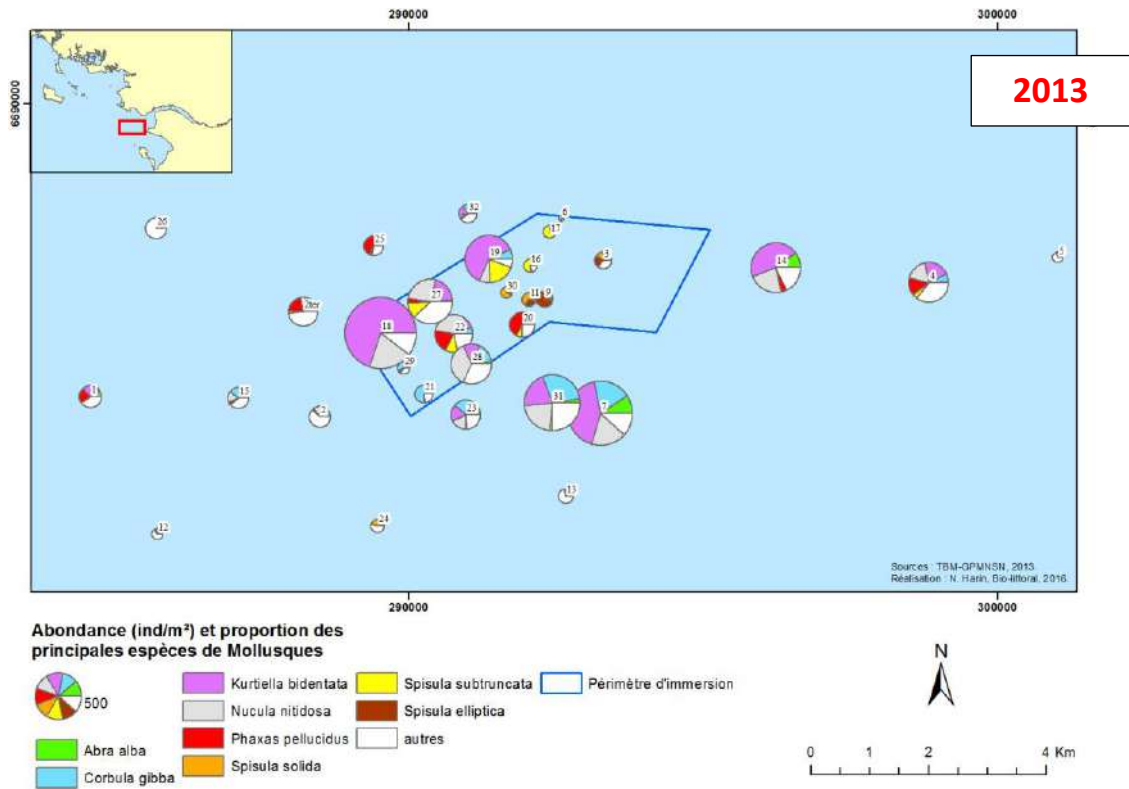 290000
300000
6690000
2013
26
32
6
17
25
19
16
3
5
14
4
30
11
9
27
2ter
20
18
22
28
29
1
15
21
31
7
2
23
13
24
12
Sources : TBM-GPMNSN, 2013.
Réalisation : N. Harin, Bio-littoral, 2016.
290000
300000
Abondance (ind/m²) et proportion des
principales espèces de Mollusques
500
Abra alba
Corbula gibba
Kurtiella bidentata
Nucula nitidosa
Phaxas pellucidus
Spisula solida
Spisula subtruncata
Spisula elliptica
autres
Périmètre d'immersion
N
0 1 2 4 Km